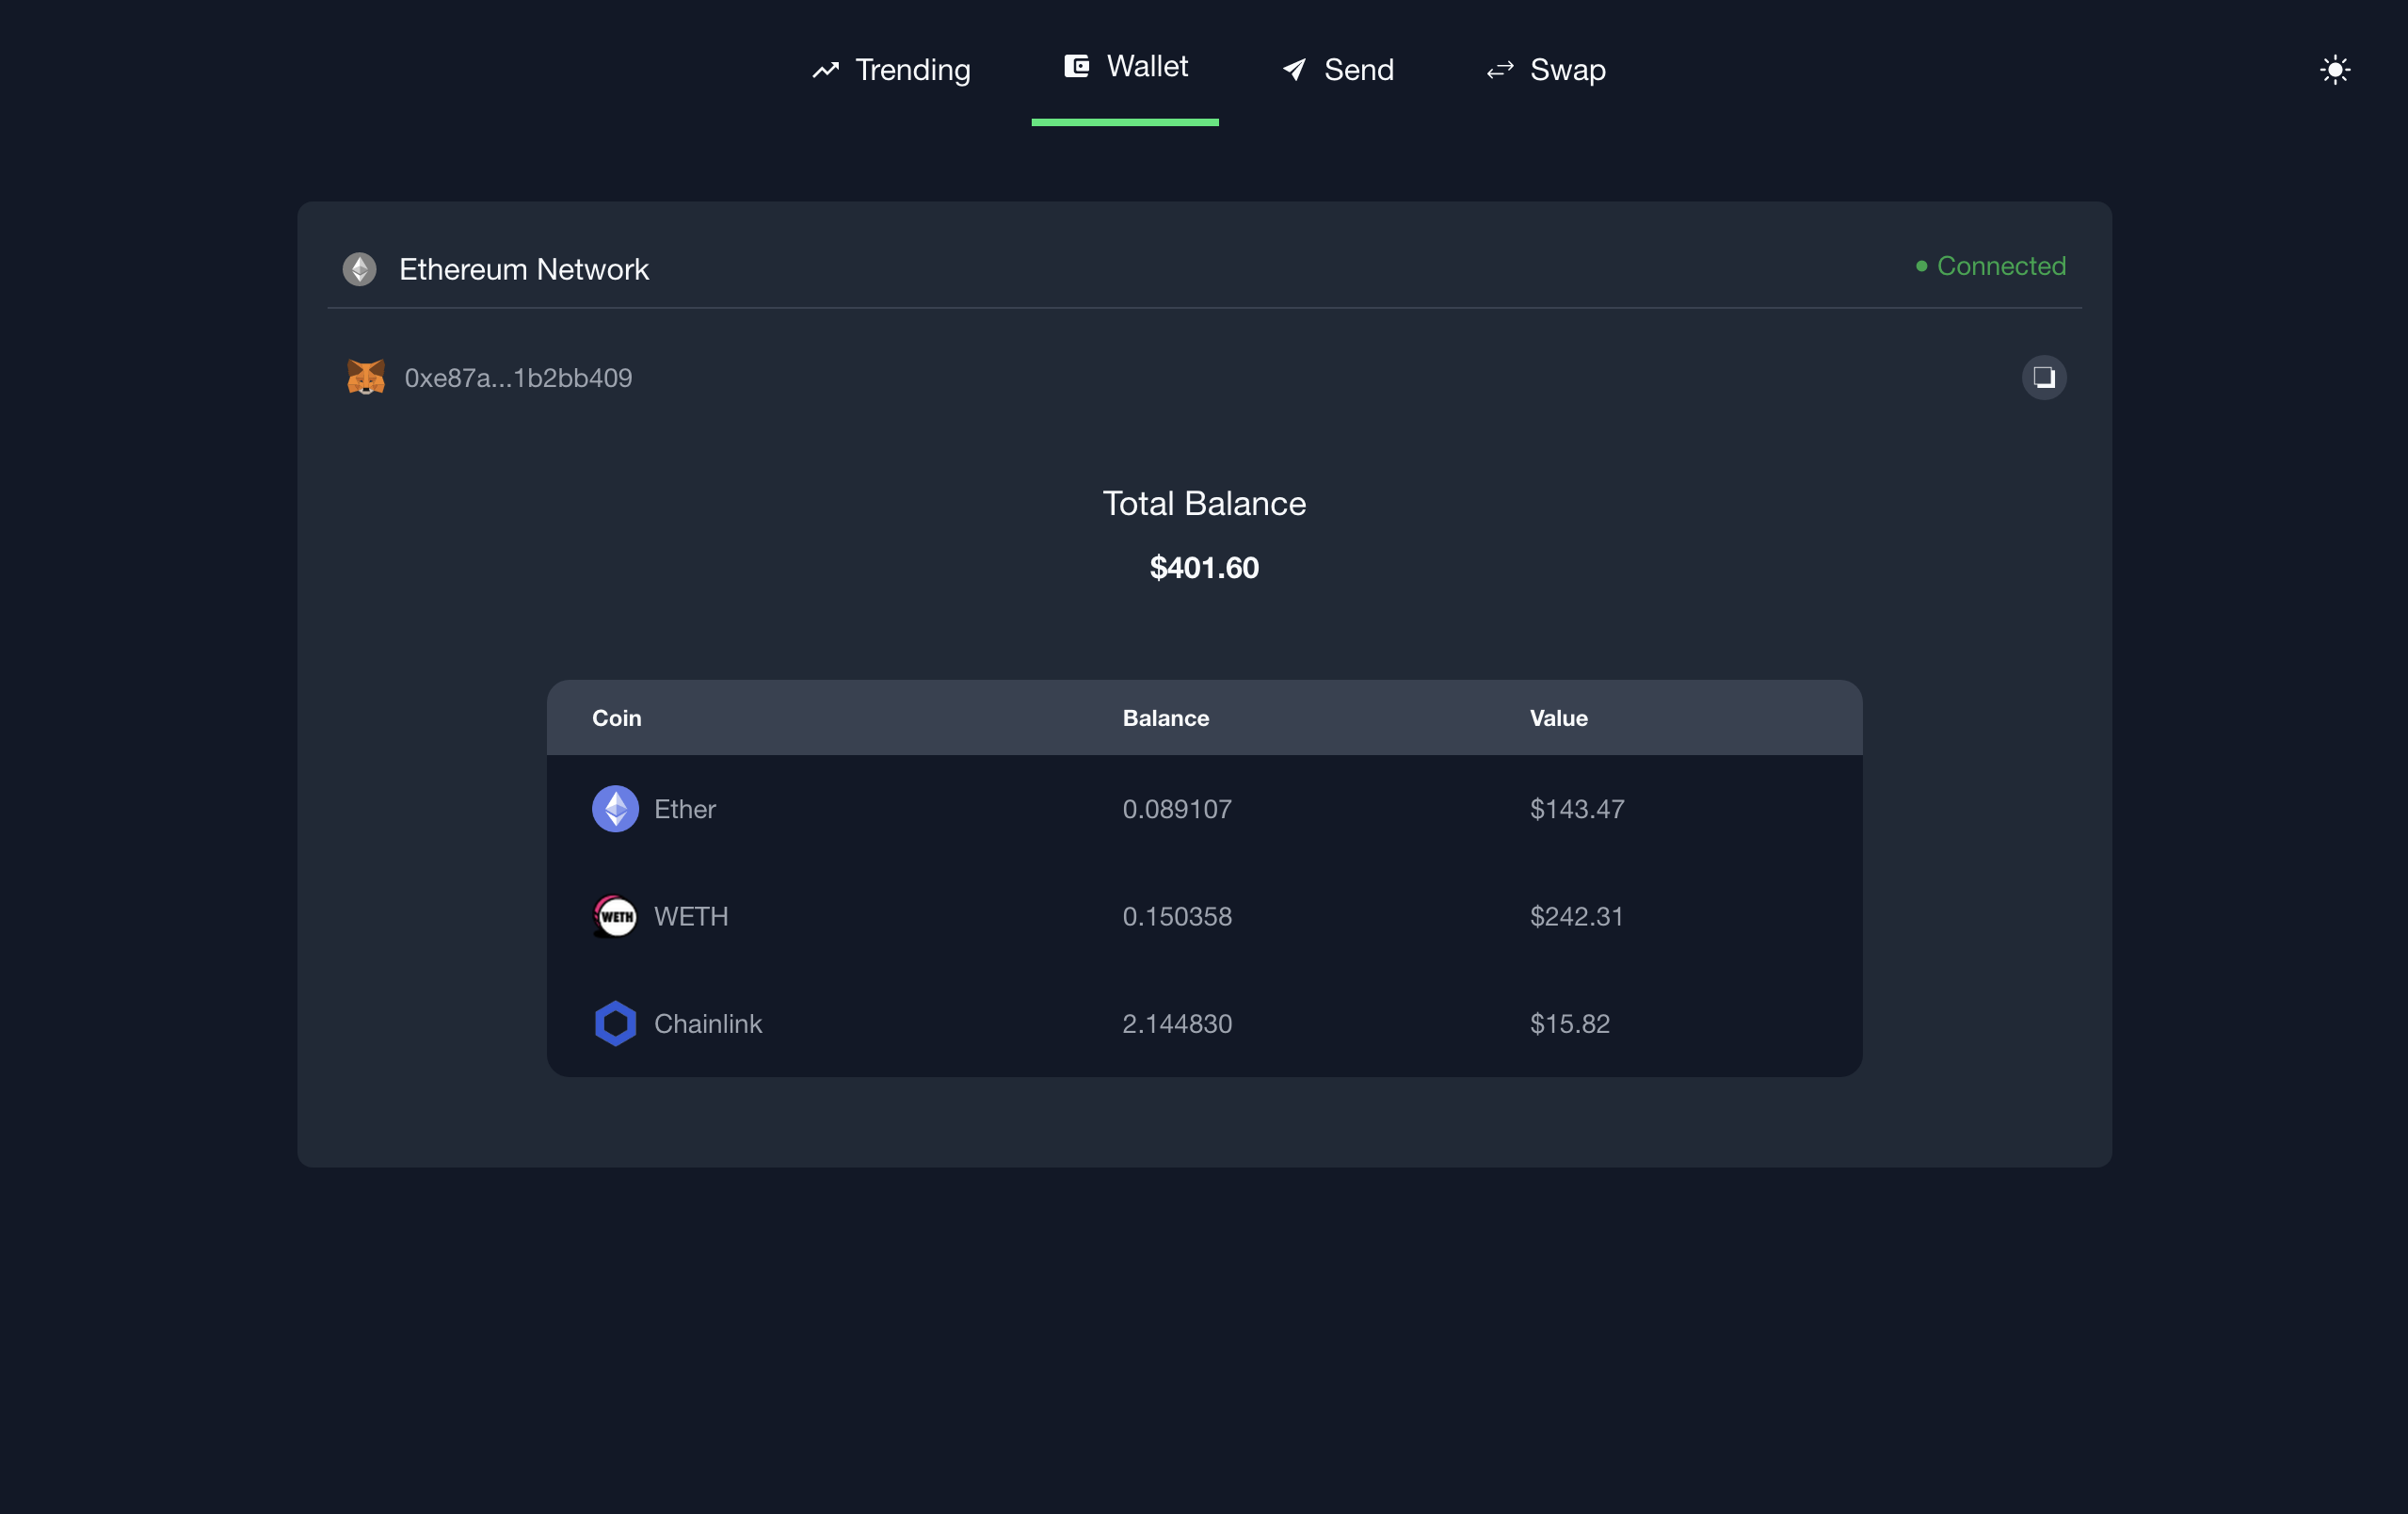 Trending Wallet Send Swap
Ethereum Network Connected
0xe87a...1b2bb409
Total Balance
$401.60
Coin Balance Value
Ether 0.089107 $143.47
WETH WETH 0.150358 $242.31
Chainlink 2.144830 $15.82